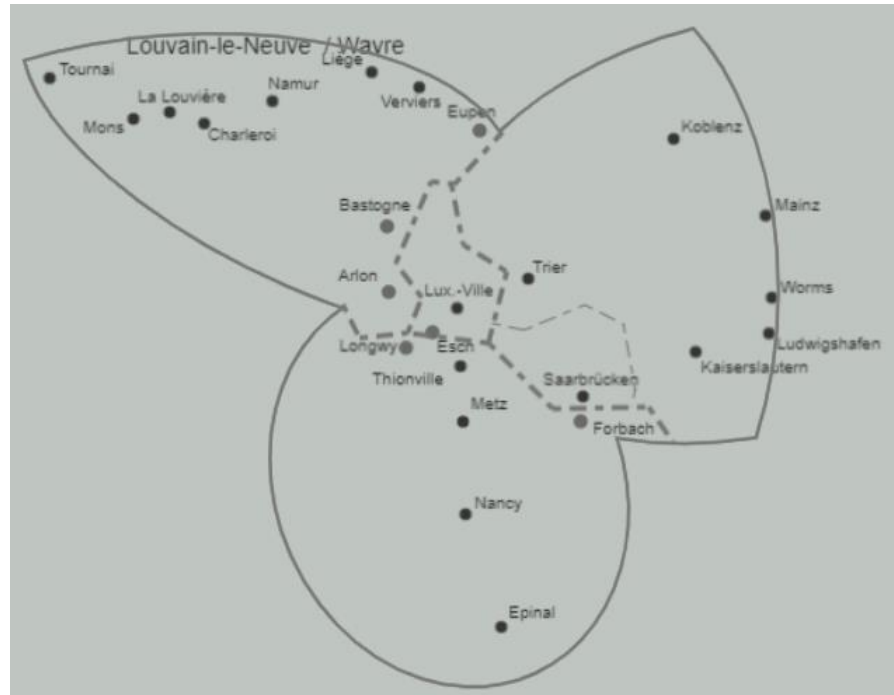 Louvain-le-Neuve / Wavre
Tournai
Liège
La Louvière
Namur
Verviers
Mons
Charleroi
Eupen
Koblenz
Bastogne
Mainz
Arlon
Trier
Lux.-Ville
Worms
Longwy
Esch
Ludwigshafen
Thionville
Saarbrücken
Kaiserslautern
Metz
Forbach
Nancy
Epinal